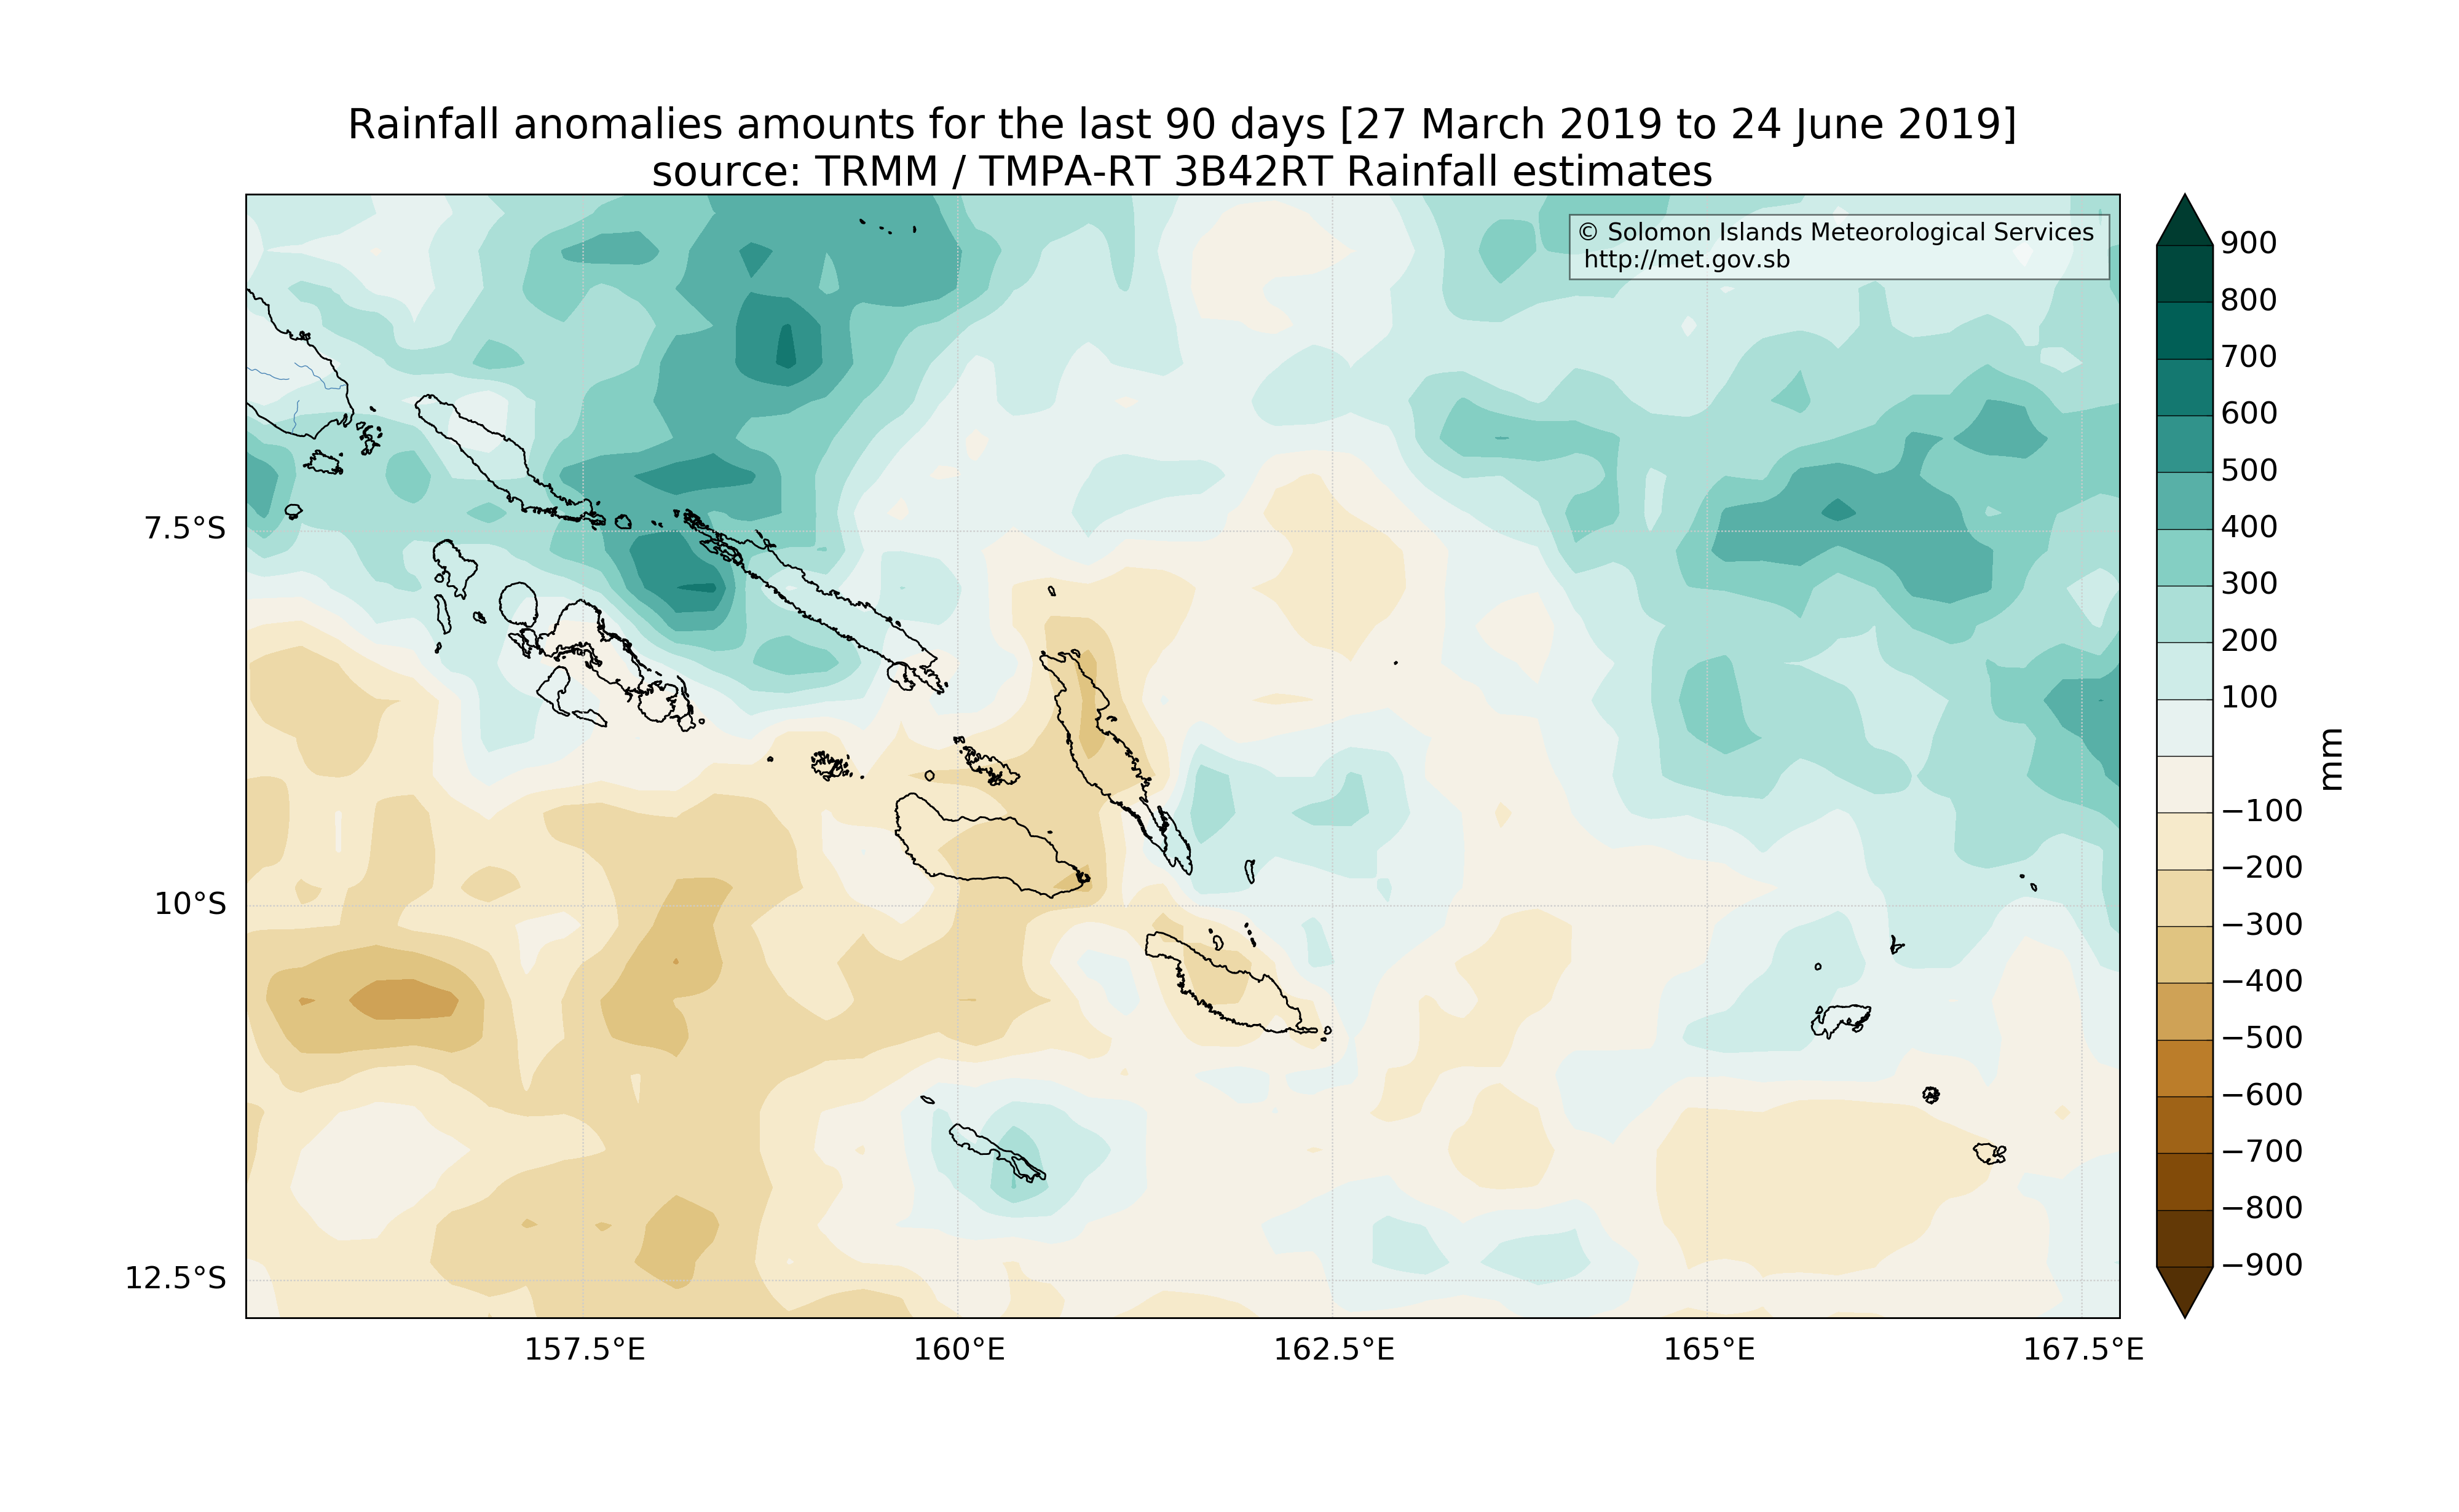 Rainfall anomalies amounts for the last 90 days [27 March 2019 to 24 June 2019]
source: TRMM / TMPA-RT 3B42RT Rainfall estimates
© Solomon Islands Meteorological Services
http://met.gov.sb
7.5°S
10°S
12.5°S
157.5°E
160°E
162.5°E
165°E
167.5°E
900
800
700
600
500
400
300
200
100
−100
−200
−300
−400
−500
−600
−700
−800
−900
mm